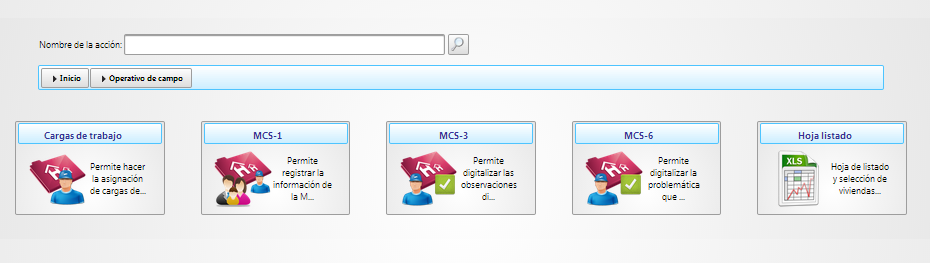 Nombre de la acción:
Inicio
Operativo de campo
Cargas de trabajo
Permite hacer
la asignación
de cargas de...
MCS-1
Permite
registrar la
información de
la M...
MCS-3
Permite
digitalizar las
observaciones
di...
MCS-6
Permite
digitalizar la
problemática
que ...
Hoja listado
XLS
Hoja de listado
y selección de
viviendas...